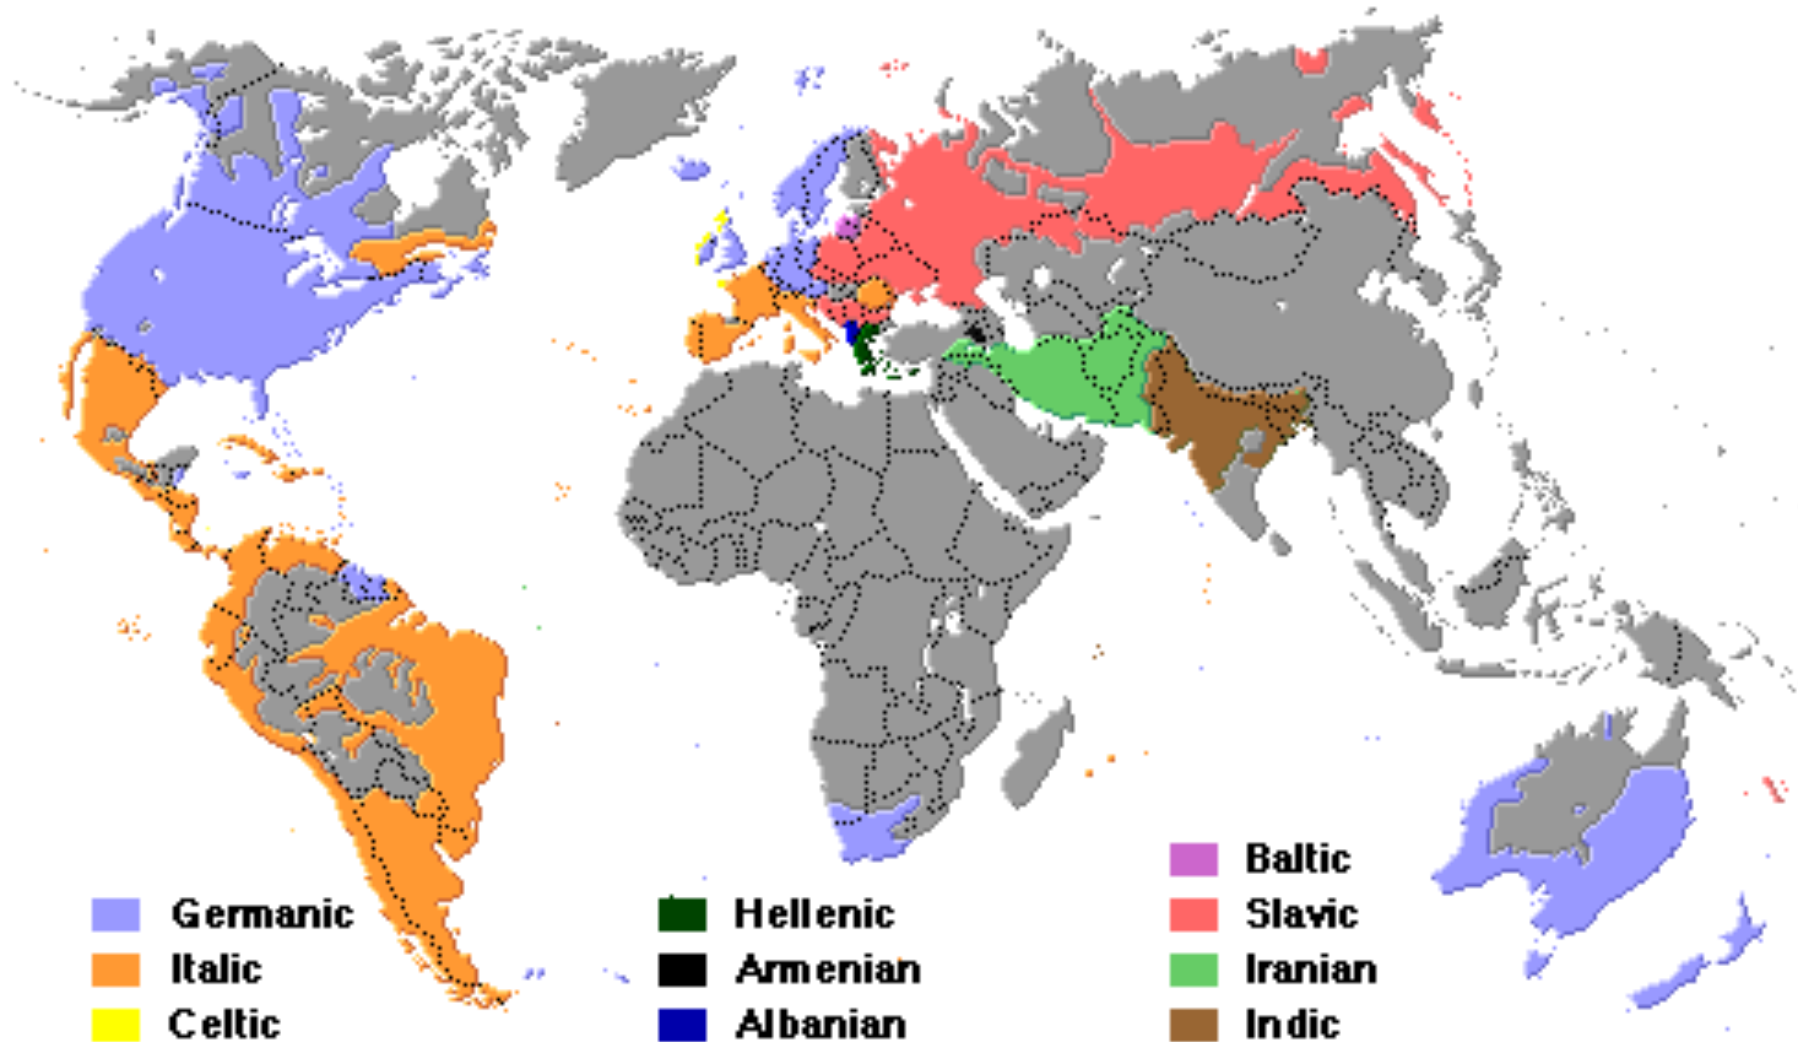 Germanic
Italic
Celtic
Hellenic
Armenian
Albanian
Baltic
Slavic
Iranian
Indic